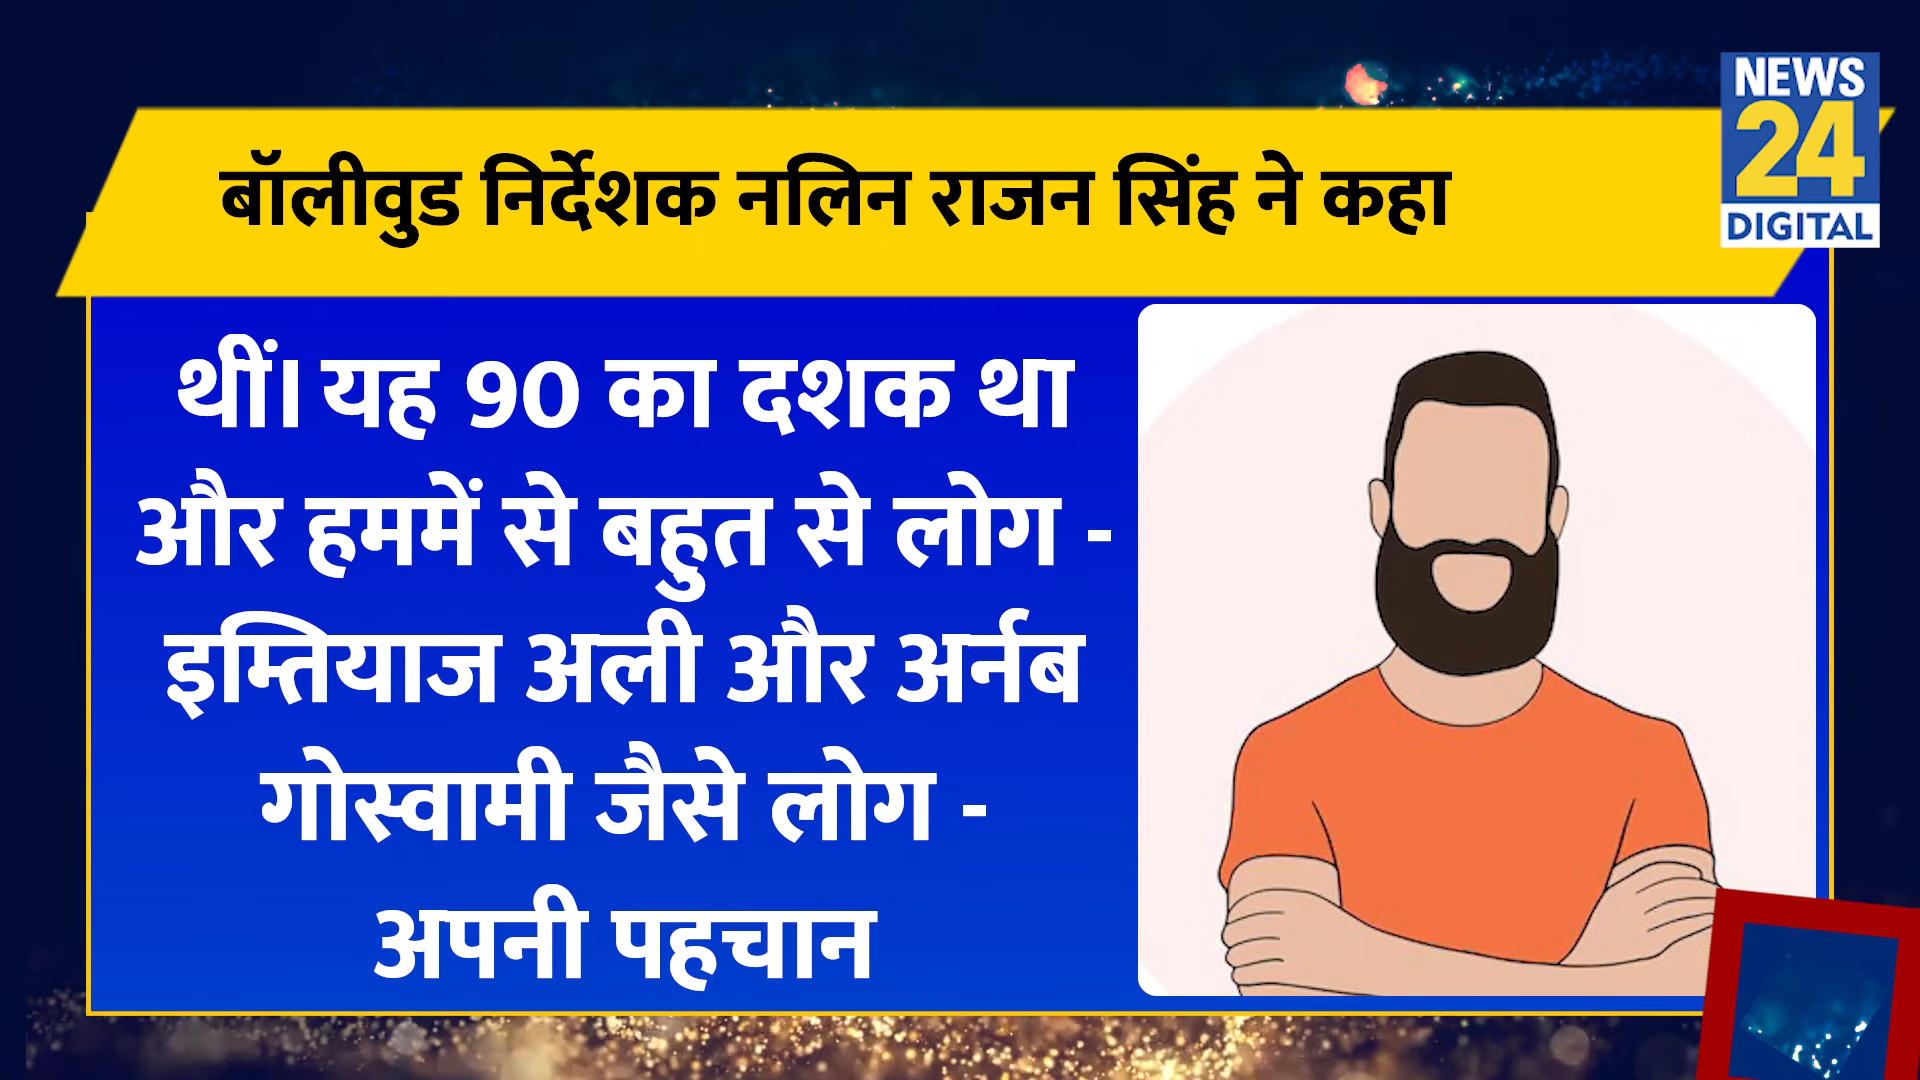 NEWS
24
DIGITAL
बॉलीवुड निर्देशक नलिन राजन सिंह ने कहा
थीं। यह 90 का दशक था
और हममें से बहुत से लोग -
इम्तियाज अली और अर्नब
गोस्वामी जैसे लोग -
अपनी पहचान